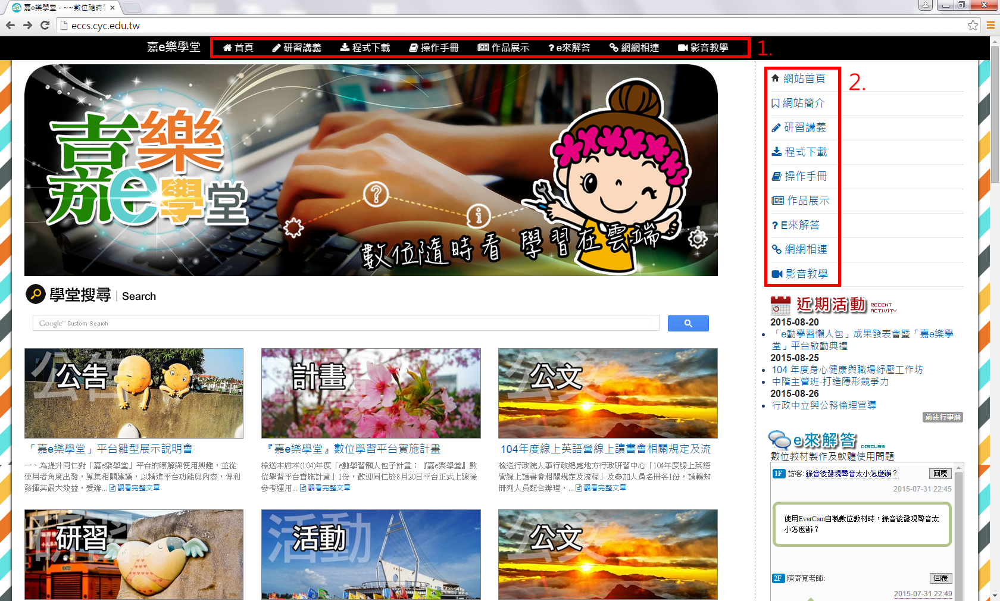 嘉e樂學堂 - ~~數位隨時
eccs.cyc.edu.tw
嘉e樂學堂 首頁 研習講義 程式下載 操作手冊 作品展示 ? e來解答 網網相連 影音教學 1.
嘉e樂學堂
數位隨時看 學習在雲端
網站首頁 2.
網站簡介
研習講義
程式下載
操作手冊
作品展示
? E來解答
網網相連
影音教學
學堂搜尋 | Search
Google™ Custom Search
公告
「嘉e樂學堂」平台雛型展示說明會
一、為提升同仁對「嘉e樂學堂」平台的瞭解與使用興趣，並從
使用者角度出發，蒐集相關建議，以精進平台功能與內容，俾利
發揮其最大效益，爰辦... 觀看完整文章
計畫
『嘉e樂學堂』數位學習平台實施計畫
檢送本府本(104)年度「e動學習懶人包子計畫：『嘉e樂學堂』數
位學習平台實施計畫」1份，歡迎同仁於8月20日平台正式上線後
參考運用... 觀看完整文章
公文
104年度線上英語營線上讀書會相關規定及流
檢送行政院人事行政總處地方行政研習中心「104年度線上英語
營線上讀書會相關規定及流程」及參加人員名冊各1份，請轉知
冊列人員配合辦理，... 觀看完整文章
研習
活動
公文
近期活動 RECENT ACTIVITY
2015-08-20
「e動學習懶人包」成果發表會暨「嘉e樂學
堂」平台啟動典禮
2015-08-25
104 年度身心健康與職場紓壓工作坊
中階主管班-打造隱形競爭力
2015-08-26
行政中立與公務倫理宣導
前往行事曆
e來解答 DISCUSS
數位教材製作及軟體使用問題
1F 訪客: 錄音後發現聲音太小怎麼辦？ 回覆
2015-07-31 22:45
使用EverCam自製數位教材時，錄音後發現聲音太
小怎麼辦？
2F 陳育寬老師: 回覆
2015-07-31 22:49